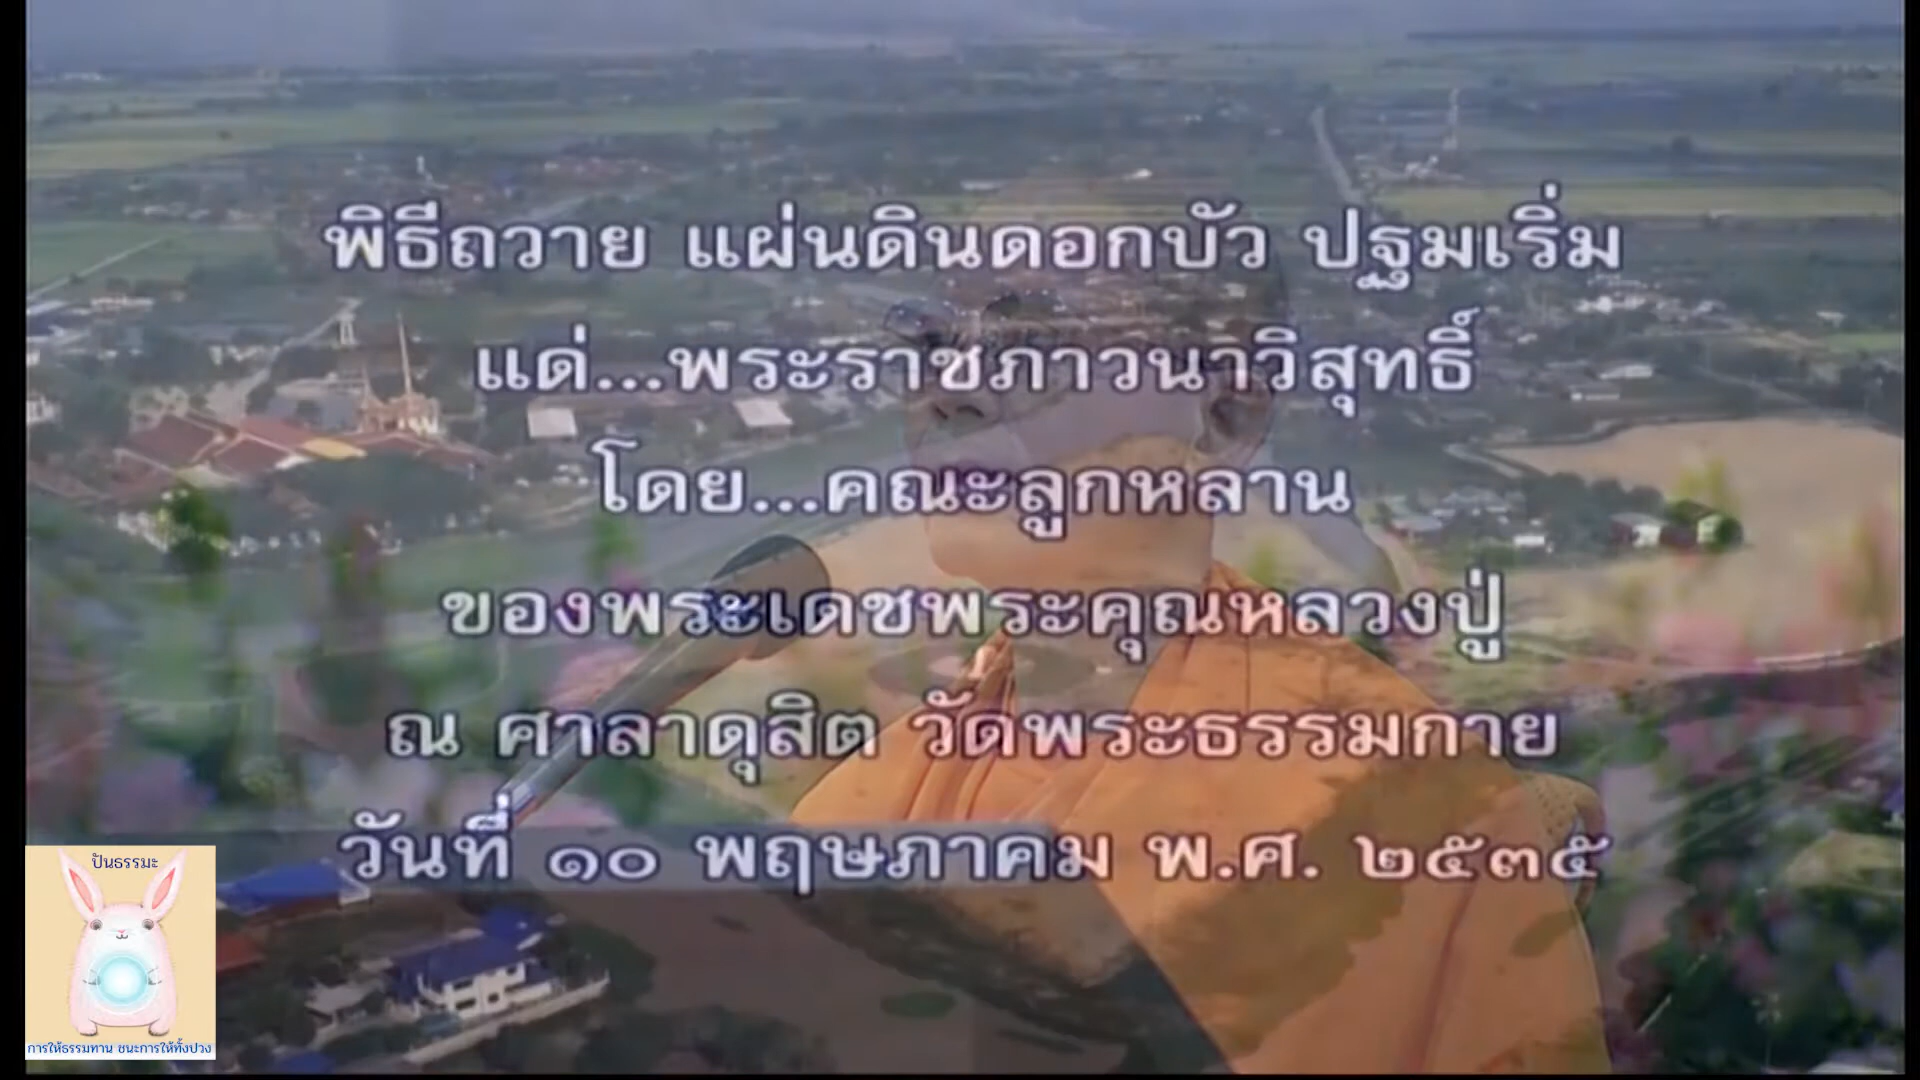 พิธีถวาย แผ่นดินดอกบัว ปฐมเริ่ม
แด่...พระราชภาวนาวิสุทธิ์
โดย...คณะลูกหลาน
ของพระเดชพระคุณหลวงปู่
ณ ศาลาดุสิต วัดพระธรรมกาย
วันที่ ๑๐ พฤษภาคม พ.ศ. ๒๕๓๕
ปันธรรมะ
การให้ธรรมทาน ชนะการให้ทั้งปวง